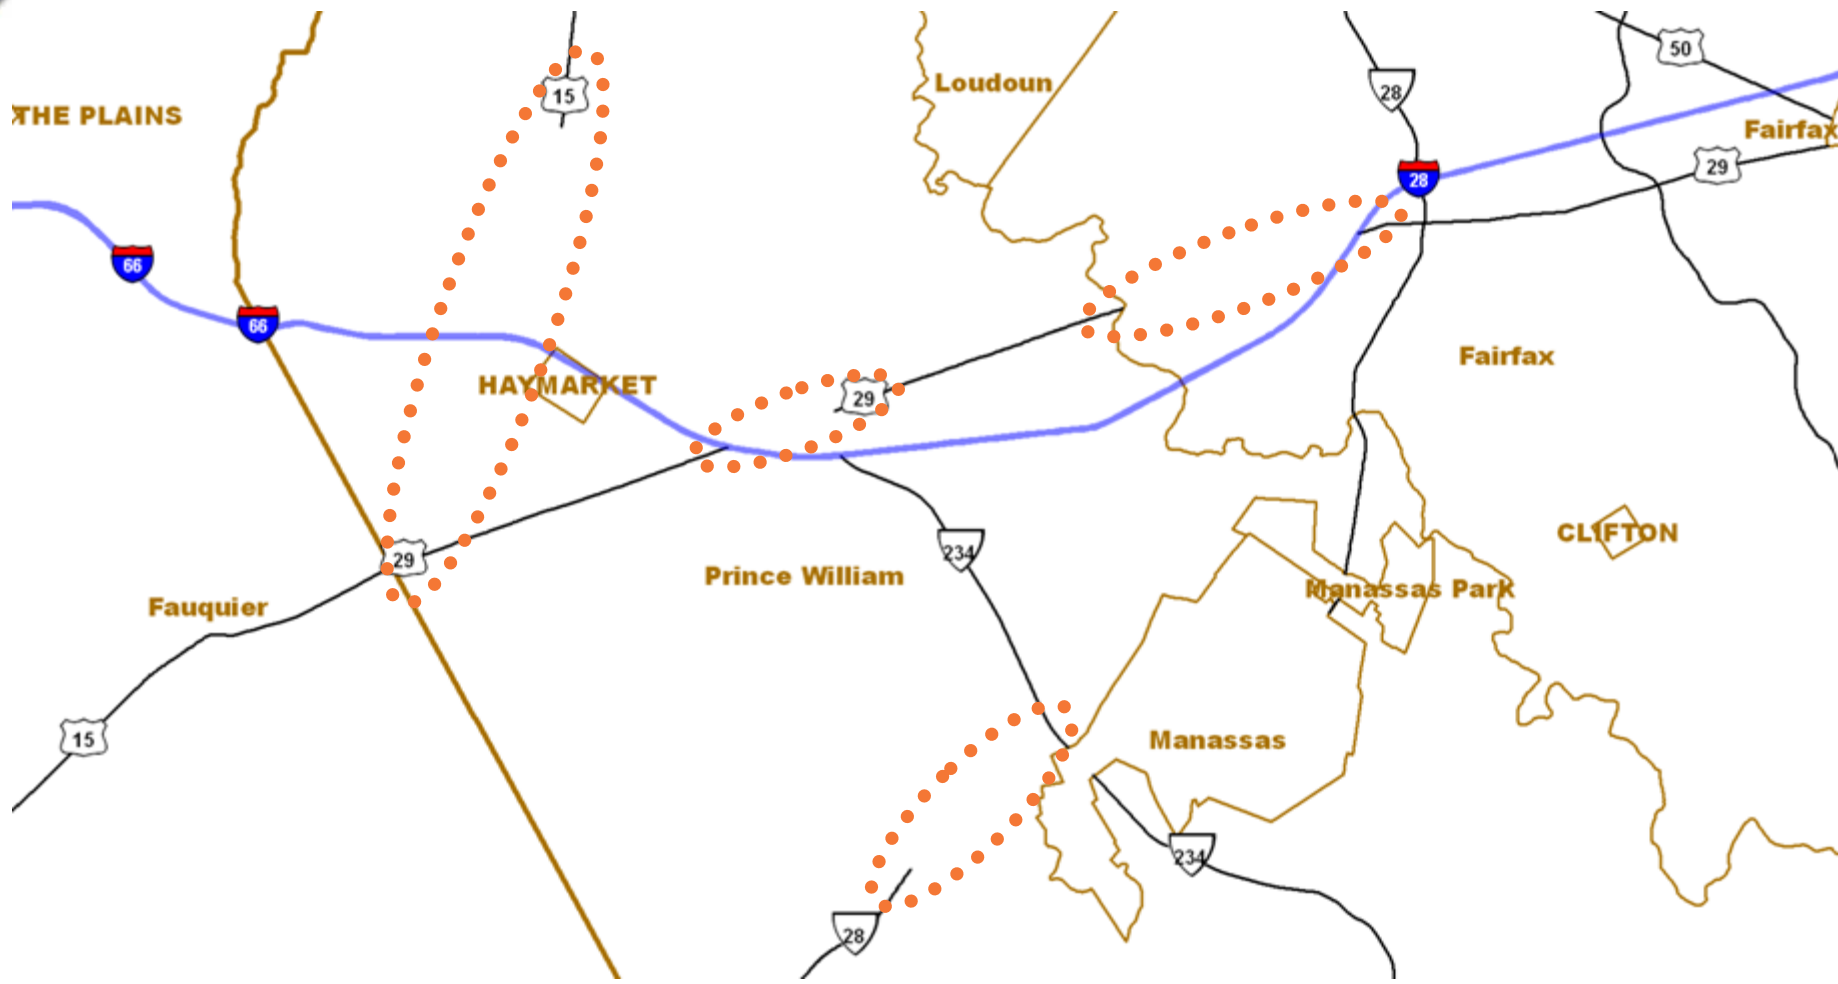 50
15
Loudoun
28
THE PLAINS
Fairfax
29
28
66
66
Fairfax
HAYMARKET
29
CLIFTON
234
29
Prince William
Manassas Park
Fauquier
15
Manassas
234
28